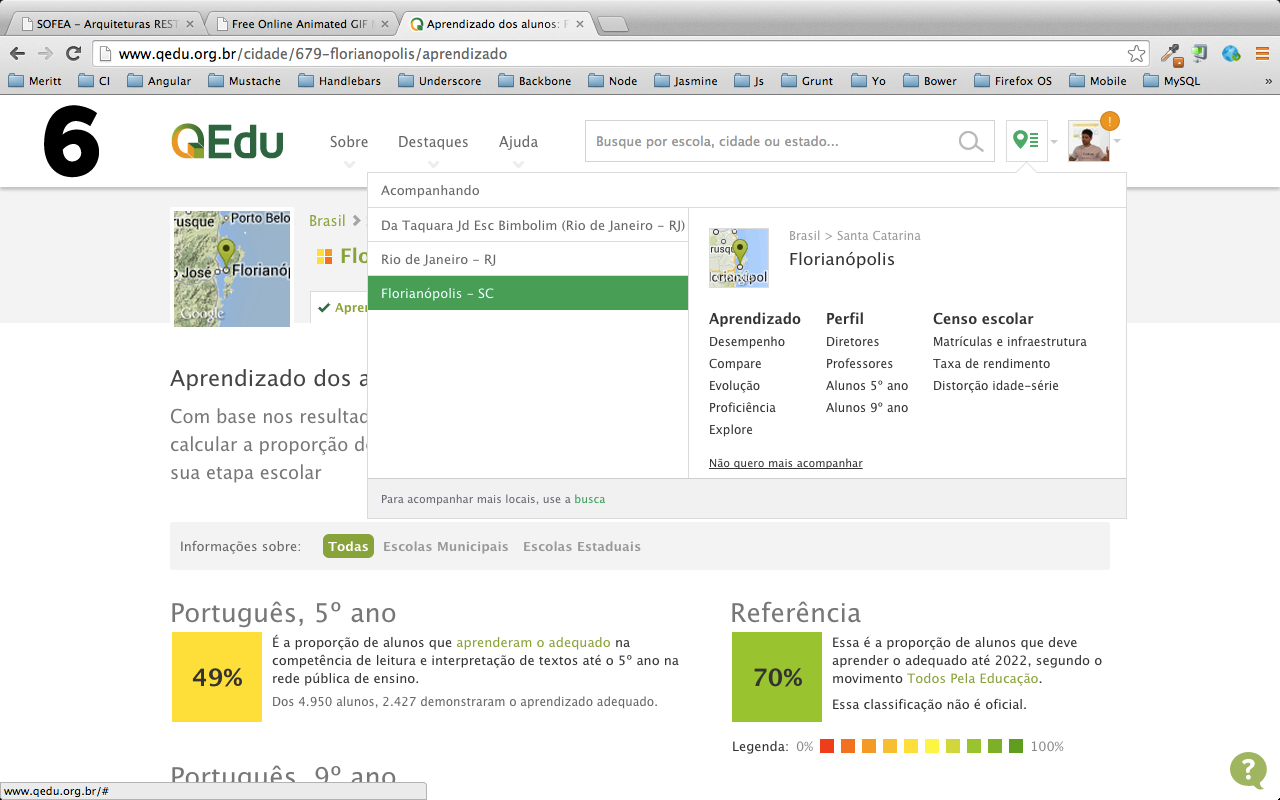 SOFEA – Arquiteturas REST
Free Online Animated GIF M
Aprendizado dos alunos: F
www.qedu.org.br/cidade/679-florianopolis/aprendizado
Meritt CI Angular Mustache Handlebars Underscore Backbone Node Jasmine Js Grunt Yo Bower Firefox OS Mobile MySQL »
6
QEdu
Sobre Destaques Ajuda
Busque por escola, cidade ou estado...
!
Acompanhando
Da Taquara Jd Esc Bimbolim (Rio de Janeiro – RJ)
Rio de Janeiro – RJ
Florianópolis – SC
Brasil > Santa Catarina
Florianópolis
Aprendizado
Desempenho
Compare
Evolução
Proficiência
Explore
Perfil
Diretores
Professores
Alunos 5º ano
Alunos 9º ano
Censo escolar
Matrículas e infraestrutura
Taxa de rendimento
Distorção idade-série
Não quero mais acompanhar
Para acompanhar mais locais, use a busca
rusque Porto Belo
o José Florianó
Google
Brasil
Flo
Apren
Aprendizado dos a
Com base nos resultad
calcular a proporção d
sua etapa escolar
Informações sobre: Todas Escolas Municipais Escolas Estaduais
Português, 5º ano
49%
É a proporção de alunos que aprenderam o adequado na
competência de leitura e interpretação de textos até o 5º ano na
rede pública de ensino.
Dos 4.950 alunos, 2.427 demonstraram o aprendizado adequado.
Referência
70%
Essa é a proporção de alunos que deve
aprender o adequado até 2022, segundo o
movimento Todos Pela Educação.
Essa classificação não é oficial.
Legenda: 0% 100%
Português, 9º ano
?
www.qedu.org.br/#